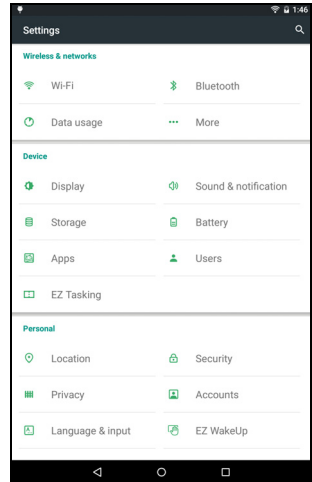 1:46
Settings
Wireless & networks
Wi-Fi Bluetooth
Data usage More
Device
Display Sound & notification
Storage Battery
Apps Users
EZ Tasking
Personal
Location Security
Privacy Accounts
Language & input EZ WakeUp